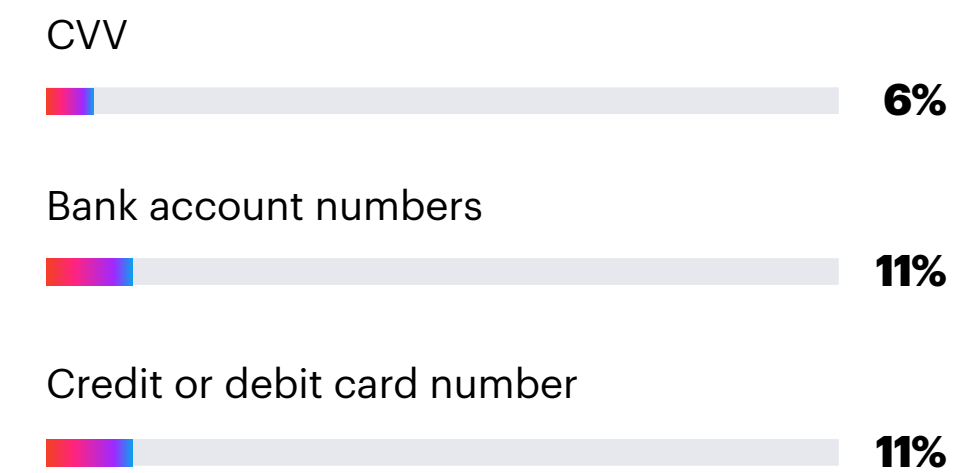 CVV
6%
Bank account numbers
11%
Credit or debit card number
11%